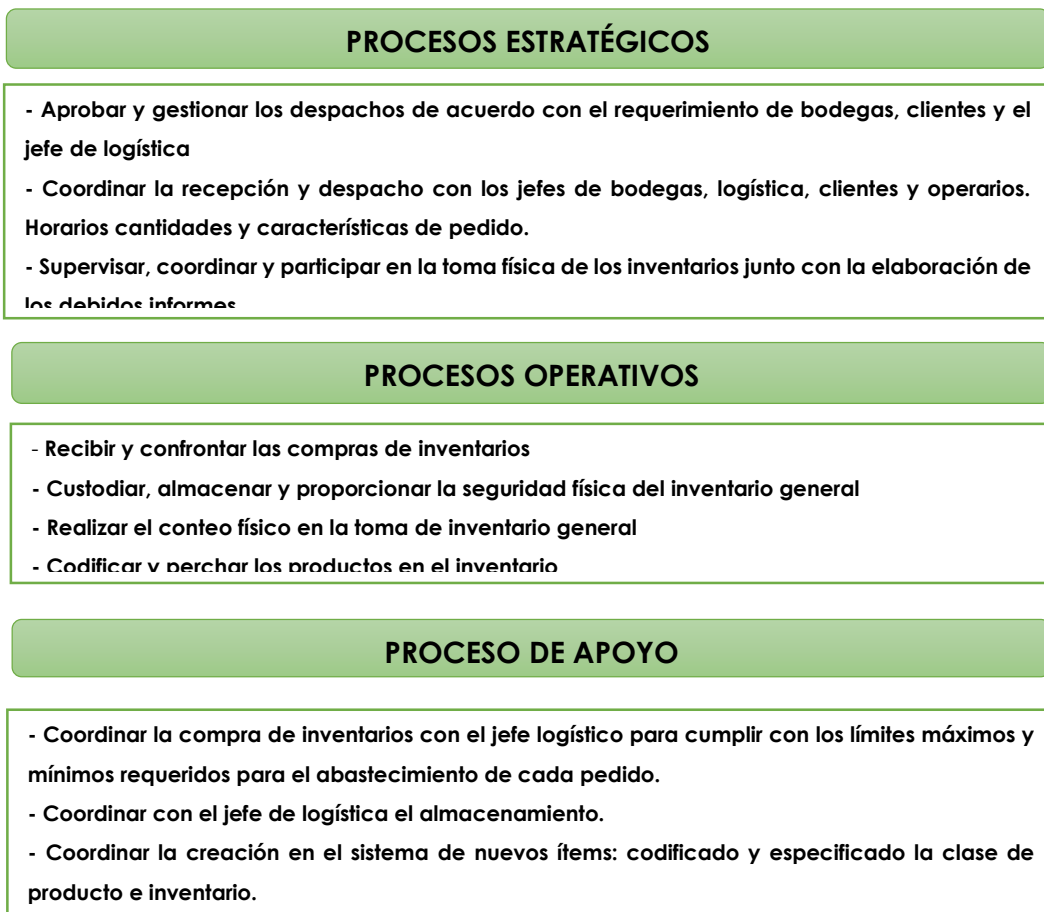 PROCESOS ESTRATÉGICOS
- Aprobar y gestionar los despachos de acuerdo con el requerimiento de bodegas, clientes y el
jefe de logística
- Coordinar la recepción y despacho con los jefes de bodegas, logística, clientes y operarios.
Horarios cantidades y características de pedido.
- Supervisar, coordinar y participar en la toma física de los inventarios junto con la elaboración de
los debidos informes
PROCESOS OPERATIVOS
- Recibir y confrontar las compras de inventarios
- Custodiar, almacenar y proporcionar la seguridad física del inventario general
- Realizar el conteo físico en la toma de inventario general
- Codificar y perchar los productos en el inventario
PROCESO DE APOYO
- Coordinar la compra de inventarios con el jefe logístico para cumplir con los límites máximos y
mínimos requeridos para el abastecimiento de cada pedido.
- Coordinar con el jefe de logística el almacenamiento.
- Coordinar la creación en el sistema de nuevos ítems: codificado y especificado la clase de
producto e inventario.